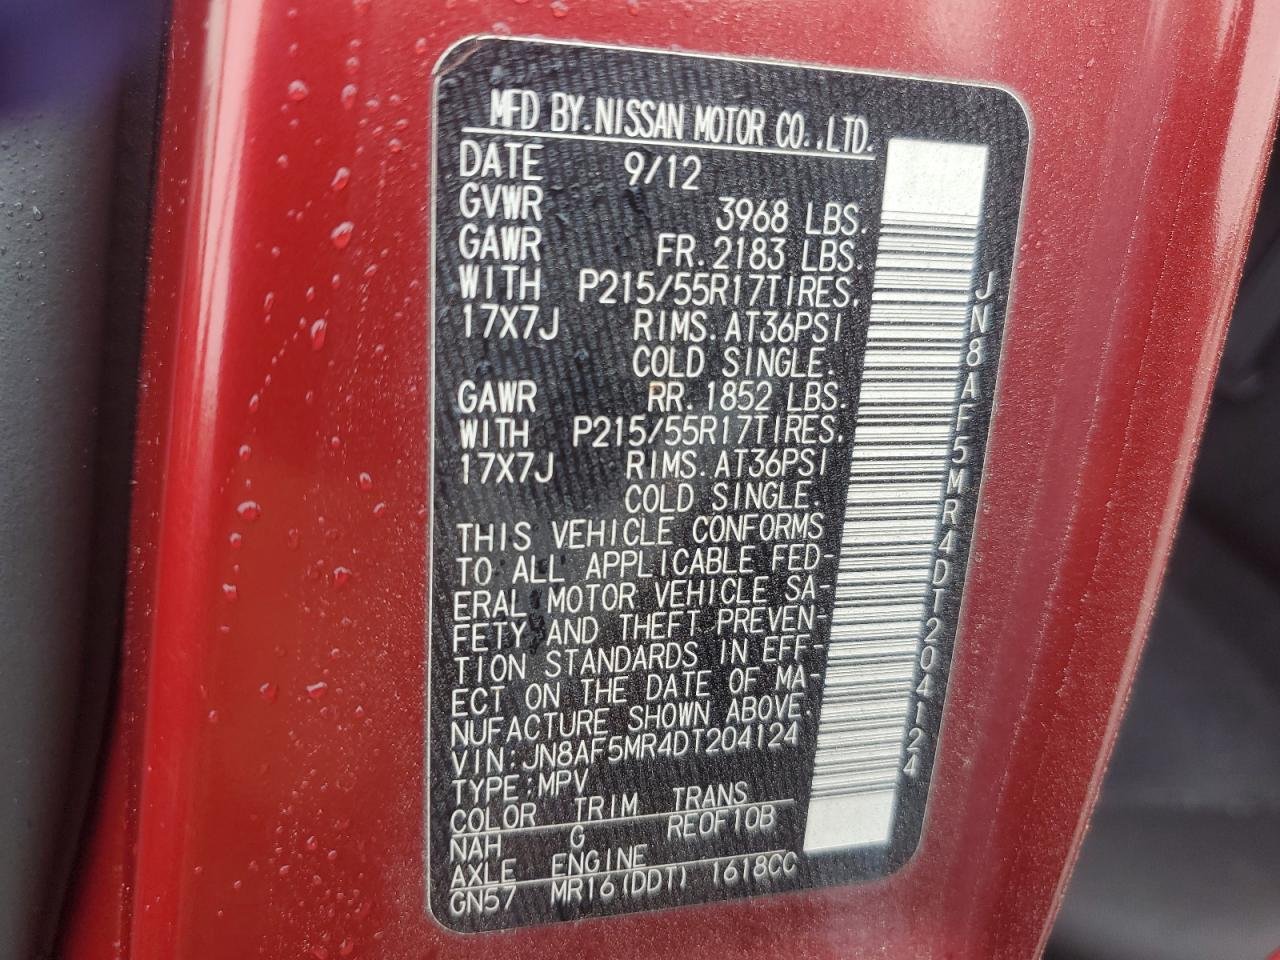 MFD BY. NISSAN MOTOR CO.,LTD.
DATE 9/12
GVWR 3968 LBS.
GAWR FR. 2183 LBS.
WITH P215/55R17TIRES.
17X7J RIMS. AT36PSI
COLD SINGLE.
GAWR RR. 1852 LBS.
WITH P215/55R17TIRES.
17X7J RIMS. AT36PSI
COLD SINGLE.
THIS VEHICLE CONFORMS
TO ALL APPLICABLE FED-
ERAL MOTOR VEHICLE SA-
FETY AND THEFT PREVEN-
TION STANDARDS IN EFF-
ECT ON THE DATE OF MA-
NUFACTURE SHOWN ABOVE.
VIN:JN8AF5MR4DT204124
TYPE:MPV
COLOR TRIM TRANS
NAH G RE0F10B
AXLE ENGINE
GN57 MR16(DDT) 1618CC
JN8AF5MR4DT204124